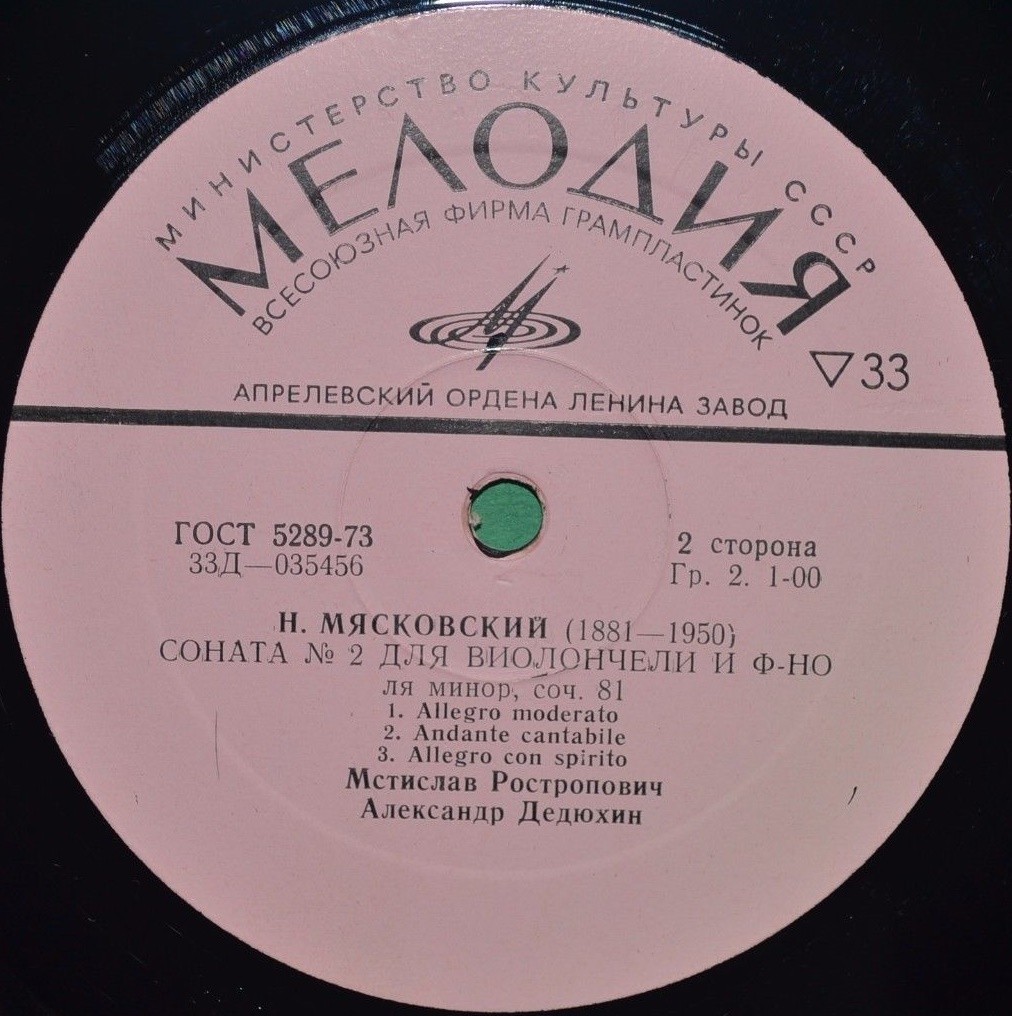 МИНИСТЕРСТВО КУЛЬТУРЫ СССР
МЕЛОДИЯ
ВСЕСОЮЗНАЯ ФИРМА ГРАМПЛАСТИНОК
▽33
АПРЕЛЕВСКИЙ ОРДЕНА ЛЕНИНА ЗАВОД
ГОСТ 5289-73
33Д—035456
2 сторона
Гр. 2. 1-00
Н. МЯСКОВСКИЙ (1881—1950)
СОНАТА № 2 ДЛЯ ВИОЛОНЧЕЛИ И Ф-НО
ЛЯ МИНОР, СОЧ. 81
1. Allegro moderato
2. Andante cantabile
3. Allegro con spirito
Мстислав Ростропович
Александр Дедюхин